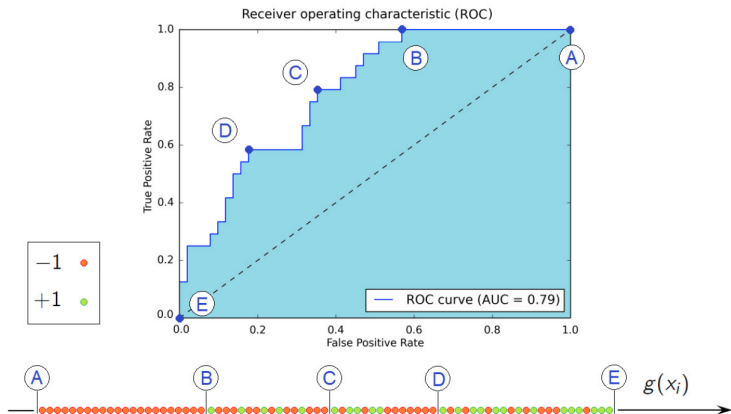 Receiver operating characteristic (ROC)
1.0
0.8
0.6
0.4
0.2
0.0
True Positive Rate
A
B
C
D
E
ROC curve (AUC = 0.79)
0.0 0.2 0.4 0.6 0.8 1.0
False Positive Rate
−1
+1
A B C D E g(xᵢ)